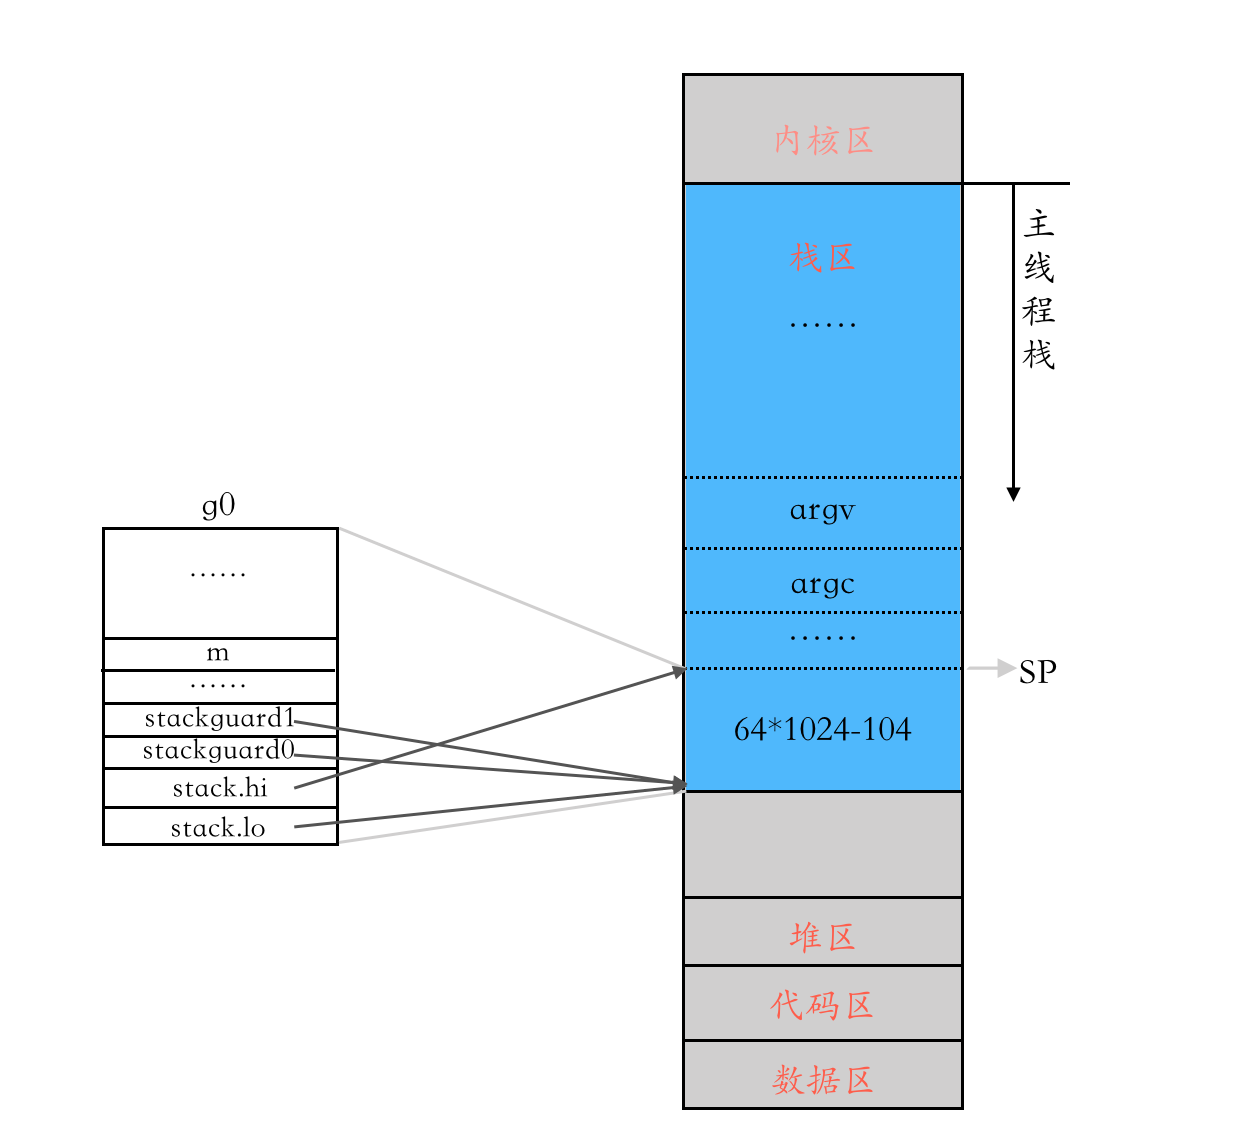 内核区
栈区
……
主线程栈
argv
argc
……
SP
64*1024-104
堆区
代码区
数据区
g0
……
m
……
stackguard1
stackguard0
stack.hi
stack.lo